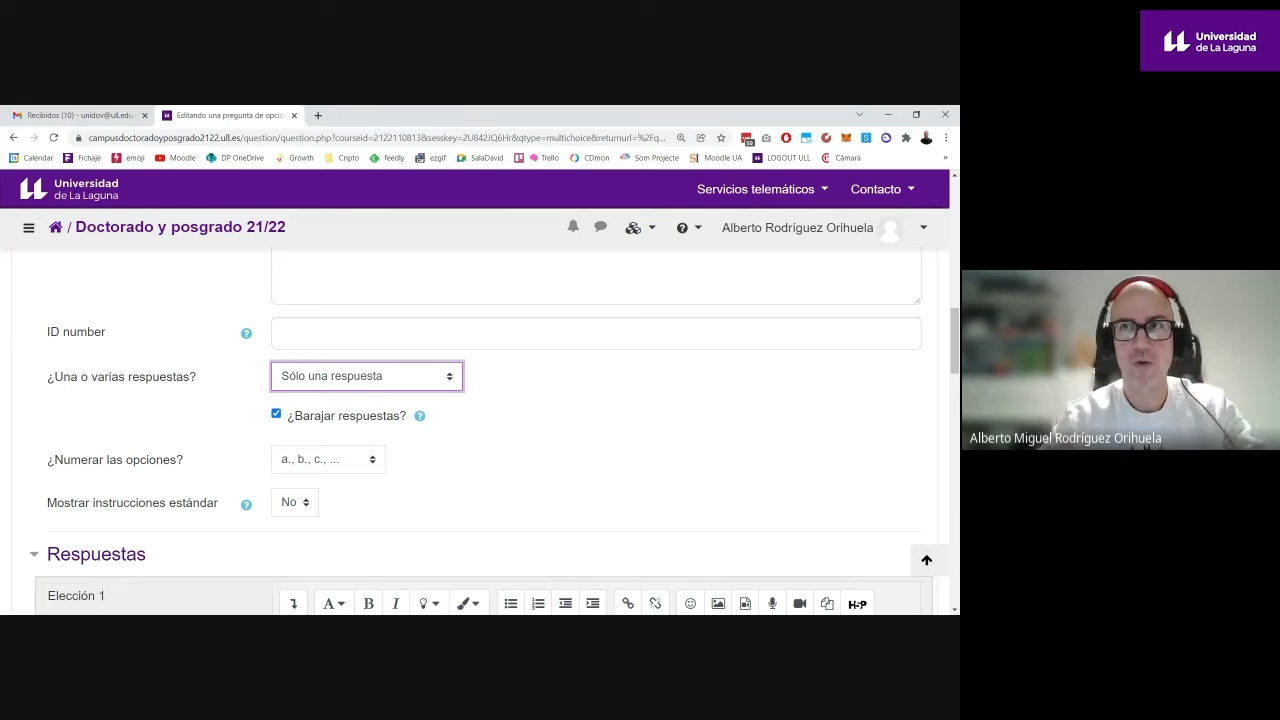 Universidad
de La Laguna
Recibidos (10) - unidov@ull.edu.
Editando una pregunta de opció
campusdoctoradoyposgrado2122.ull.es/question/question.php?courseid=2122110813&sesskey=2U842JQ6Hr&qtype=multichoice&returnurl=%2Fq...
50
Calendar Fichaje emoji Moodle DP OneDrive Growth Cripto feedly ezgif SalaDavid Trello CDmon Som Projecte Moodle UA LOGOUT ULL Cámara »
Universidad
de La Laguna
Servicios telemáticos
Contacto
/ Doctorado y posgrado 21/22
Alberto Rodríguez Orihuela
ID number
¿Una o varias respuestas?
Sólo una respuesta
¿Barajar respuestas?
¿Numerar las opciones?
a., b., c., ...
Mostrar instrucciones estándar
No
Respuestas
Elección 1
A B I
H-P
Alberto Miguel Rodríguez Orihuela